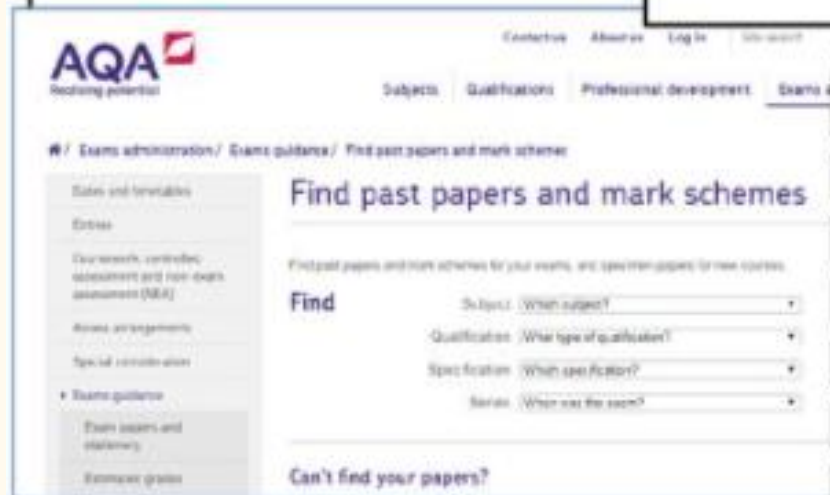 Contact us About us Log in Site search
AQA
Realising potential
Subjects Qualifications Professional development Exams a
/ Exams administration / Exams guidance / Find past papers and mark schemes
Dates and timetables
Entries
Coursework, controlled
assessment and non-exam
assessment (NEA)
Access arrangements
Special consideration
Exams guidance
Exam papers and
stationery
Estimated grades
Find past papers and mark schemes
Find past papers and mark schemes for your exams, and specimen papers for new courses.
Find
Subject Which subject?
Qualification What type of qualification?
Specification Which specification?
Series When was the exam?
Can't find your papers?